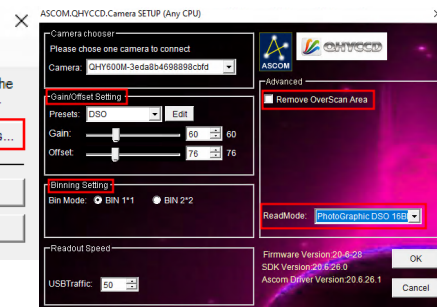 he
s...
ASCOM.QHYCCD.Camera SETUP (Any CPU)
Camera chooser
Please chose one camera to connect
Camera: QHY600M-3eda8b4698898cbfd
Gain/Offset Setting
Presets: DSO Edit
Gain: 60 60
Offset: 76 76
Binning Setting
Bin Mode: BIN 1*1 BIN 2*2
Readout Speed
USBTraffic: 50
ASCOM
QHYCCD
Advanced
Remove OverScan Area
ReadMode: PhotoGraphic DSO 16B
Firmware Version:20-6-28
SDK Version:20.6.26.0
Ascom Driver Version:20.6.26.1
OK
Cancel